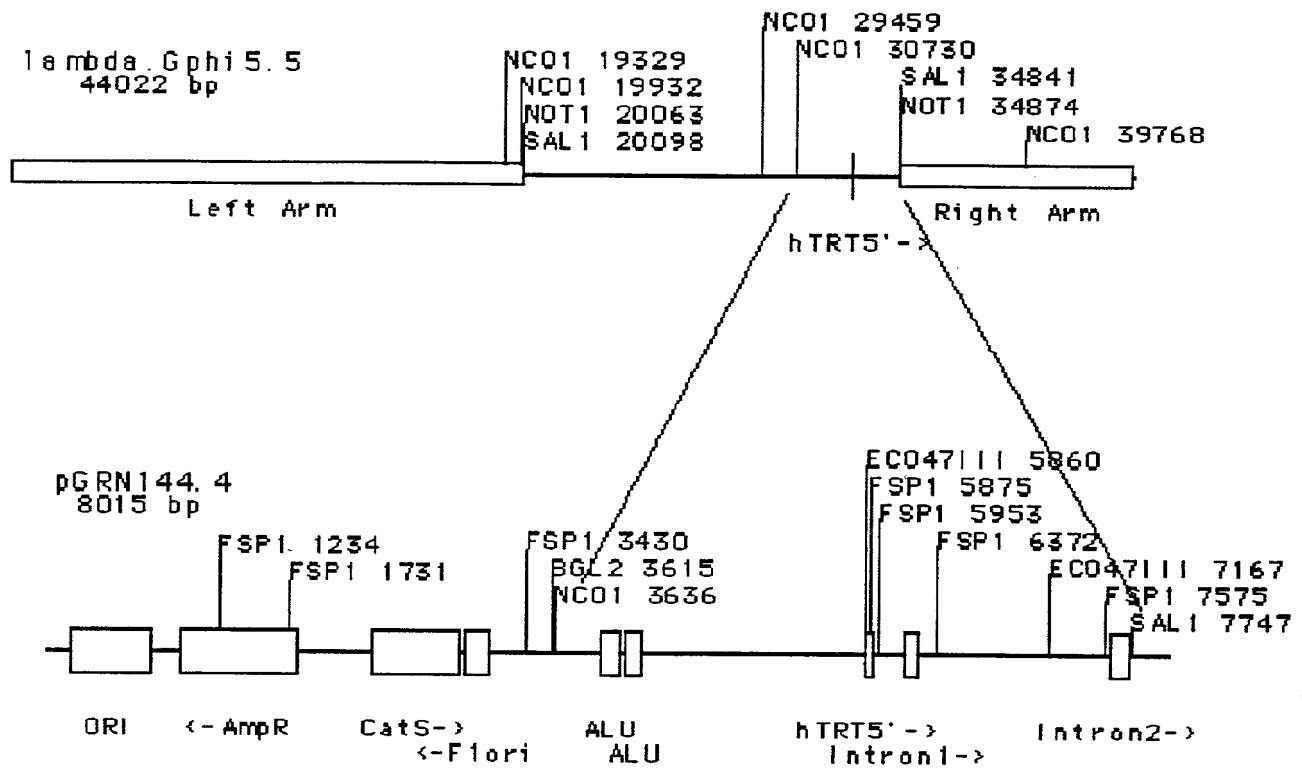 lambda.Gphi5.5
44022 bp
NCO1 29459
NCO1 30730
NCO1 19329
NCO1 19932
NOT1 20063
SAL1 20098
SAL1 34841
NOT1 34874
NCO1 39768
Left Arm
Right Arm
hTRT5'->
pGRN144.4
8015 bp
ECO47III 5860
FSP1 5875
FSP1 5953
FSP1 6372
ECO47III 7167
FSP1 7575
SAL1 7747
FSP1 1234
FSP1 1731
FSP1 3430
BGL2 3615
NCO1 3636
ORI
<-AmpR
CatS->
<-F1ori
ALU
ALU
hTRT5'->
Intron1->
Intron2->